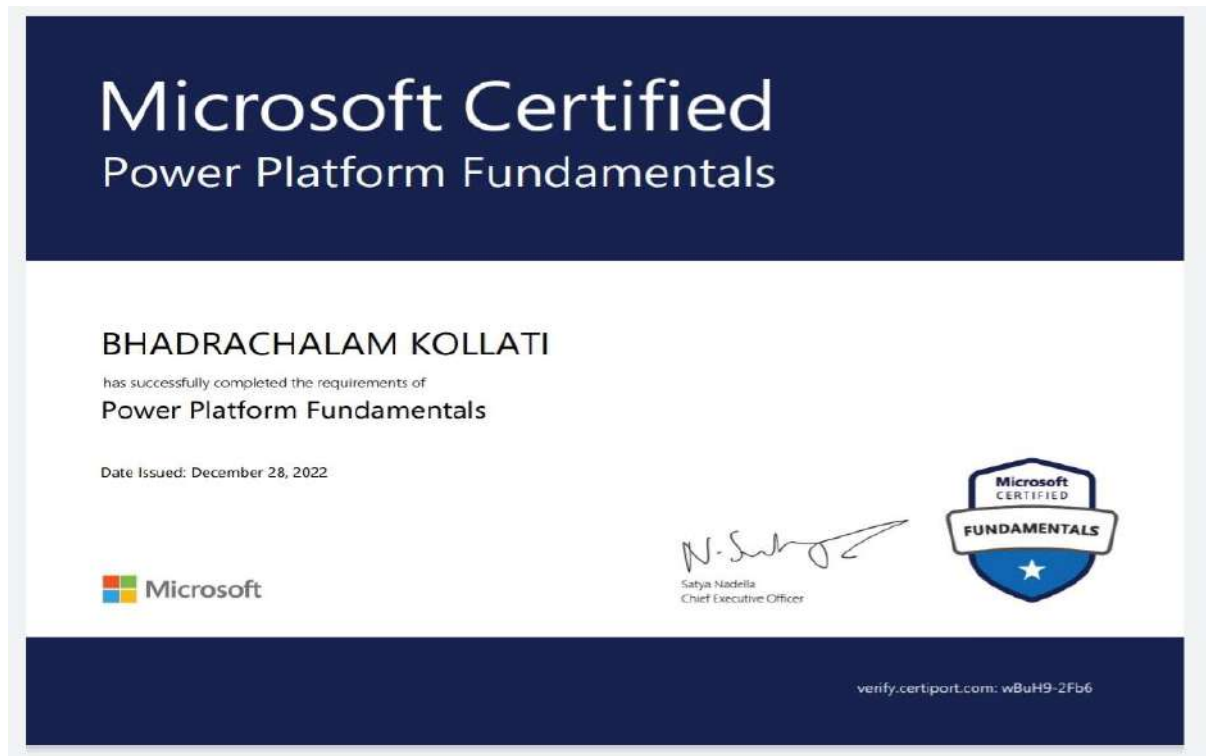 Microsoft Certified
Power Platform Fundamentals
BHADRACHALAM KOLLATI
has successfully completed the requirements of
Power Platform Fundamentals
Date Issued: December 28, 2022
Microsoft
CERTIFIED
FUNDAMENTALS
N. Satya
Satya Nadella
Chief Executive Officer
Microsoft
verify.certiport.com: wBuH9-2Fb6